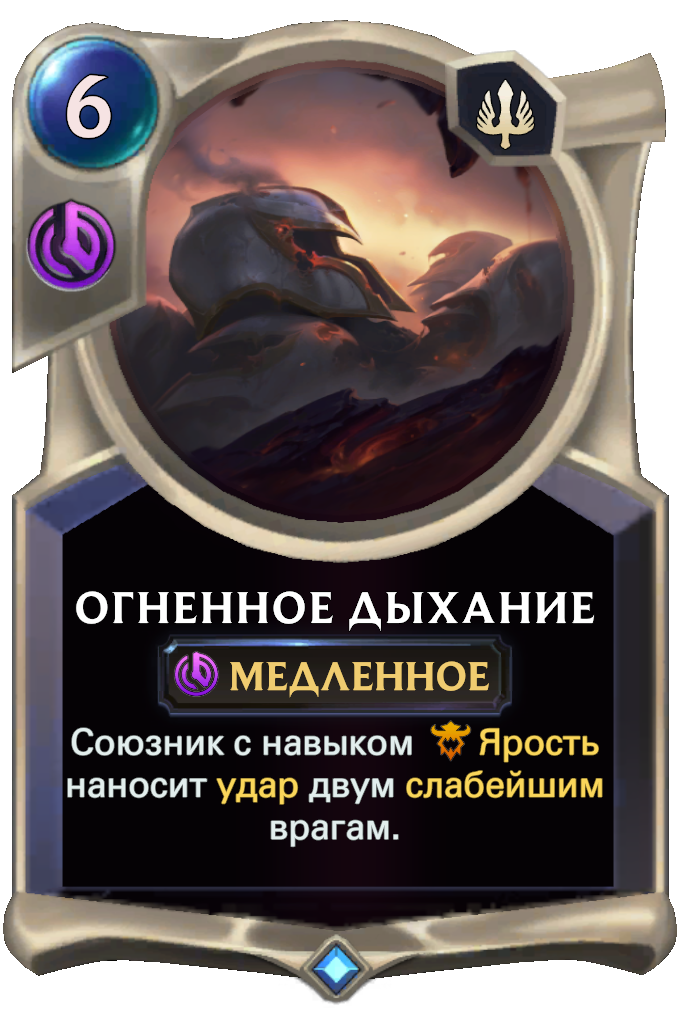 6
ОГНЕННОЕ ДЫХАНИЕ
МЕДЛЕННОЕ
Союзник с навыком Ярость
наносит удар двум слабейшим
врагам.